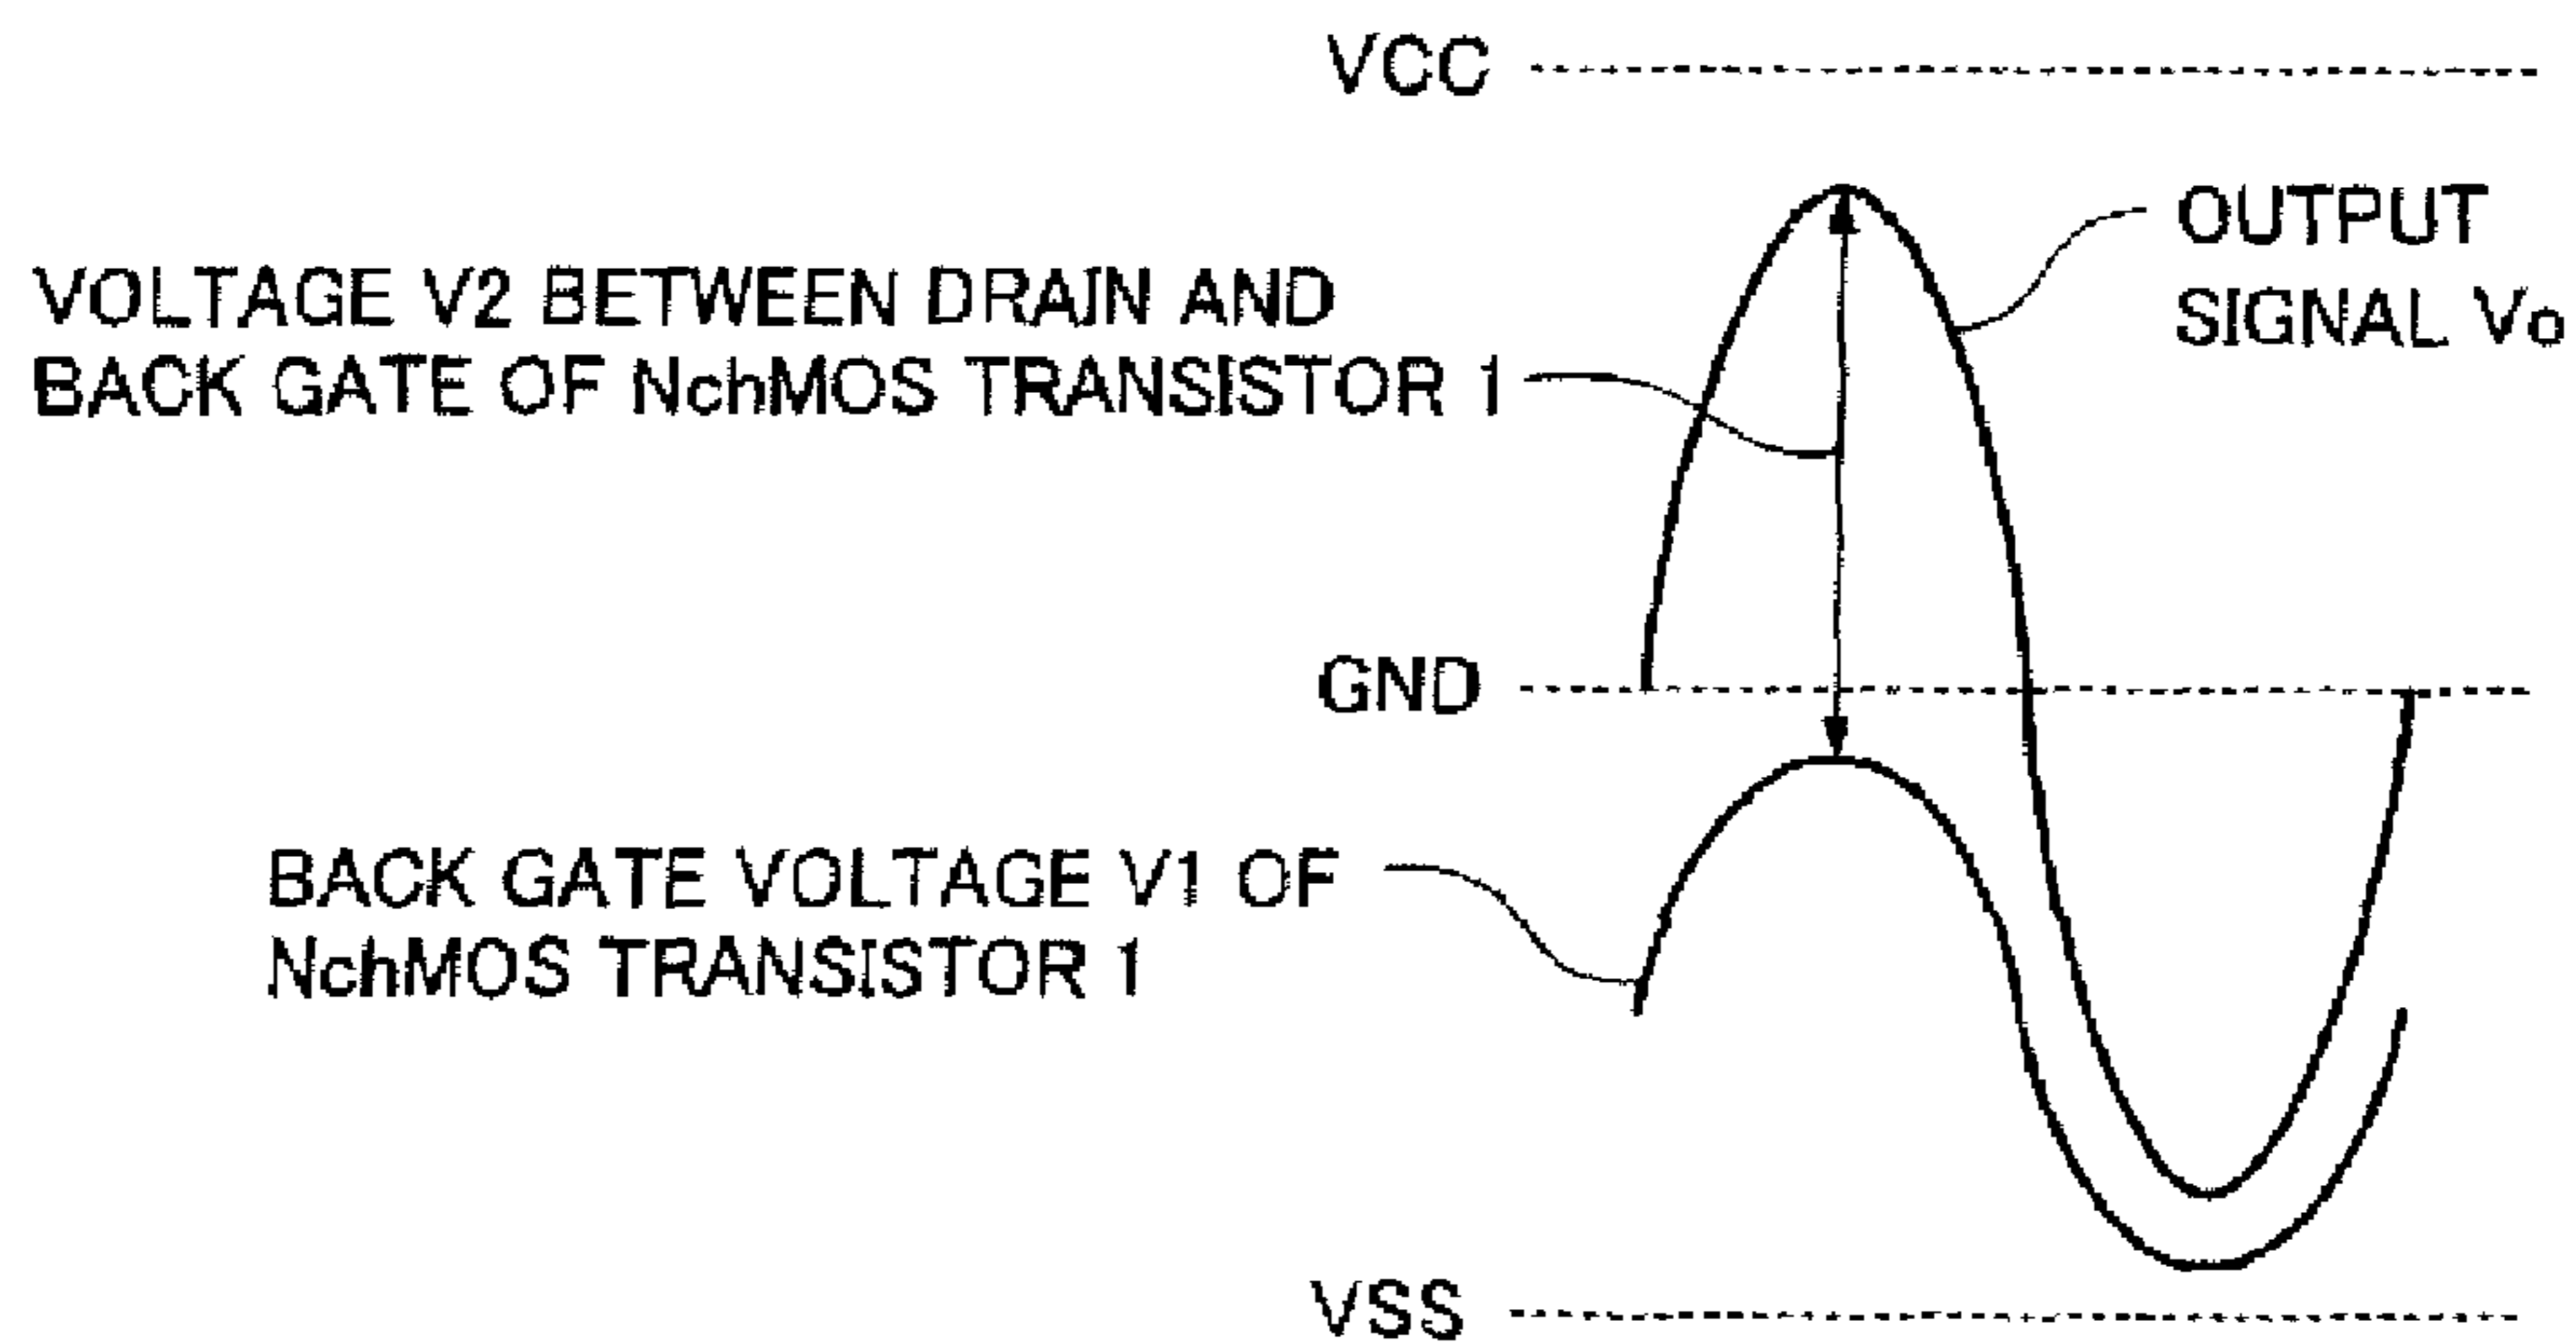 VCC
OUTPUT
SIGNAL Vo
VOLTAGE V2 BETWEEN DRAIN AND
BACK GATE OF NchMOS TRANSISTOR 1
GND
BACK GATE VOLTAGE V1 OF
NchMOS TRANSISTOR 1
VSS